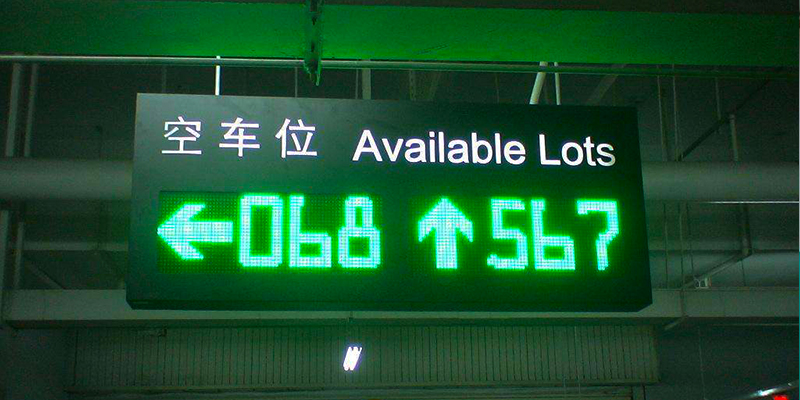 空车位 Available Lots
←068 ↑567